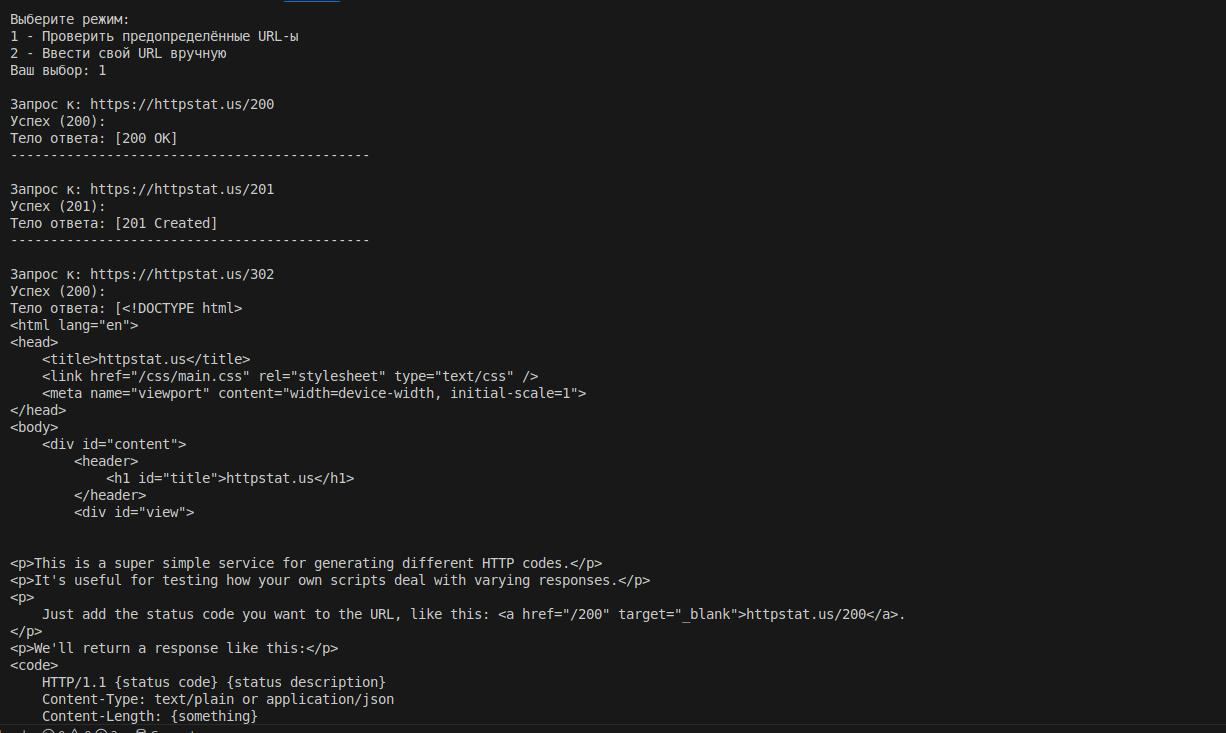 Выберите режим:
1 - Проверить предопределённые URL-ы
2 - Ввести свой URL вручную
Ваш выбор: 1
Запрос к: https://httpstat.us/200
Успех (200):
Тело ответа: [200 OK]
---------------------------------------------
Запрос к: https://httpstat.us/201
Успех (201):
Тело ответа: [201 Created]
---------------------------------------------
Запрос к: https://httpstat.us/302
Успех (200):
Тело ответа: [<!DOCTYPE html>
<html lang="en">
<head>
    <title>httpstat.us</title>
    <link href="/css/main.css" rel="stylesheet" type="text/css" />
    <meta name="viewport" content="width=device-width, initial-scale=1">
</head>
<body>
    <div id="content">
        <header>
            <h1 id="title">httpstat.us</h1>
        </header>
        <div id="view">
<p>This is a super simple service for generating different HTTP codes.</p>
<p>It's useful for testing how your own scripts deal with varying responses.</p>
<p>
    Just add the status code you want to the URL, like this: <a href="/200" target="_blank">httpstat.us/200</a>.
</p>
<p>We'll return a response like this:</p>
<code>
    HTTP/1.1 {status code} {status description}
    Content-Type: text/plain or application/json
    Content-Length: {something}